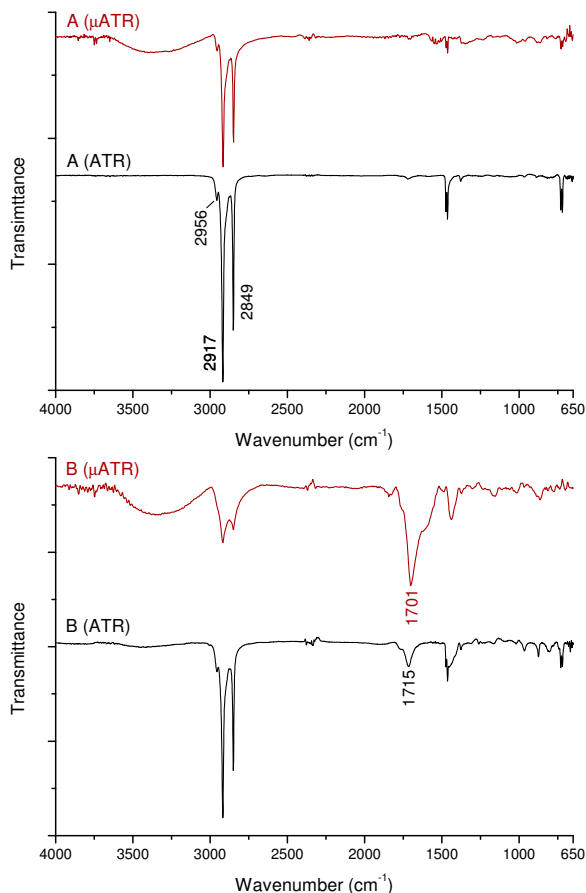 A (µATR)
A (ATR)
2956
2917
2849
Transimttance
4000 3500 3000 2500 2000 1500 1000 650
Wavenumber (cm⁻¹)
B (µATR)
1701
B (ATR)
1715
Transmittance
4000 3500 3000 2500 2000 1500 1000 650
Wavenumber (cm⁻¹)